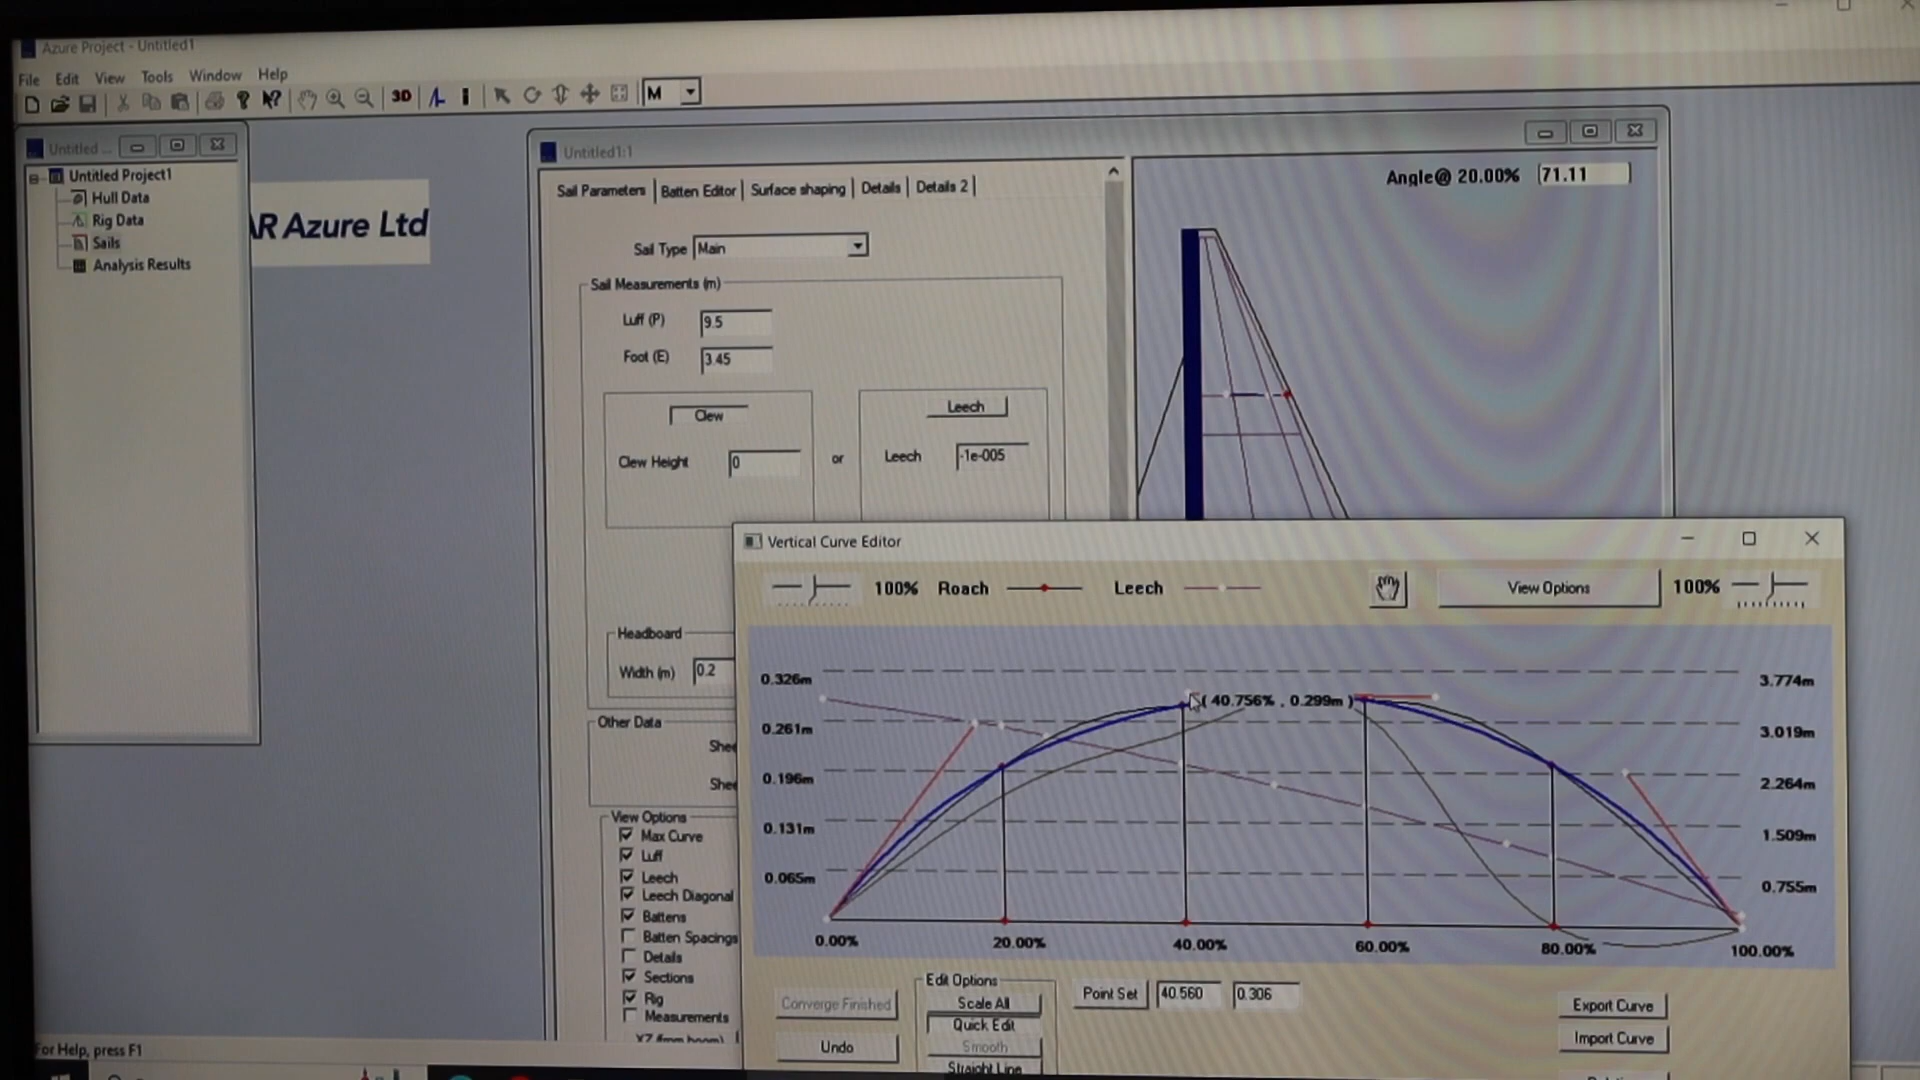 Azure Project - Untitled1
File Edit View Tools Window Help
3D M
Untitled ...
Untitled Project1
Hull Data
Rig Data
Sails
Analysis Results
AR Azure Ltd
Untitled1:1
Sail Parameters Batten Editor Surface shaping Details Details 2
Sail Type Main
Sail Measurements (m)
Luff (P) 9.5
Foot (E) 3.45
Clew
Clew Height 0
or
Leech
Leech -1e-005
Headboard
Width (m) 0.2
Other Data
Shee
Shee
View Options
Max Curve
Luff
Leech
Leech Diagonal
Battens
Batten Spacings
Details
Sections
Rig
Measurements
Angle@ 20.00% 71.11
Vertical Curve Editor
100% Roach Leech View Options 100%
0.326m
0.261m
0.196m
0.131m
0.065m
( 40.756% , 0.299m )
3.774m
3.019m
2.264m
1.509m
0.755m
0.00% 20.00% 40.00% 60.00% 80.00% 100.00%
Converge Finished
Undo
Edit Options
Scale All
Quick Edit
Smooth
Straight Line
Point Set 40.560 0.306
Export Curve
Import Curve
For Help, press F1